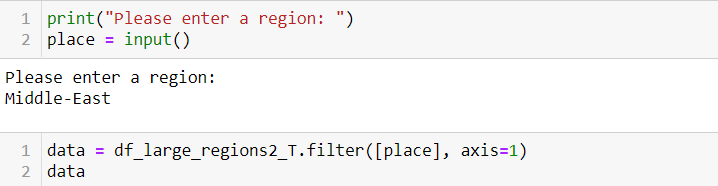 1 print("Please enter a region: ")
2 place = input()
Please enter a region:
Middle-East
1 data = df_large_regions2_T.filter([place], axis=1)
2 data